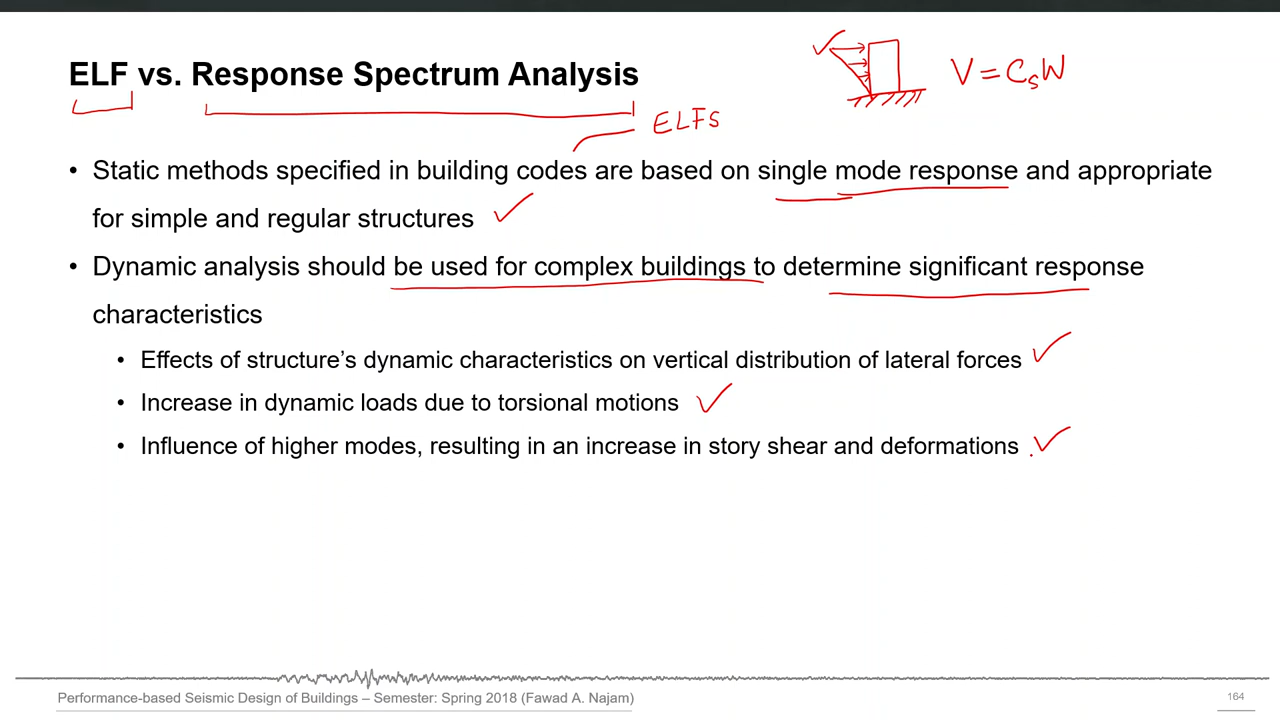 V = CsW
ELF vs. Response Spectrum Analysis
ELFS
• Static methods specified in building codes are based on single mode response and appropriate
for simple and regular structures
• Dynamic analysis should be used for complex buildings to determine significant response
characteristics
• Effects of structure’s dynamic characteristics on vertical distribution of lateral forces
• Increase in dynamic loads due to torsional motions
• Influence of higher modes, resulting in an increase in story shear and deformations
Performance-based Seismic Design of Buildings – Semester: Spring 2018 (Fawad A. Najam)
164